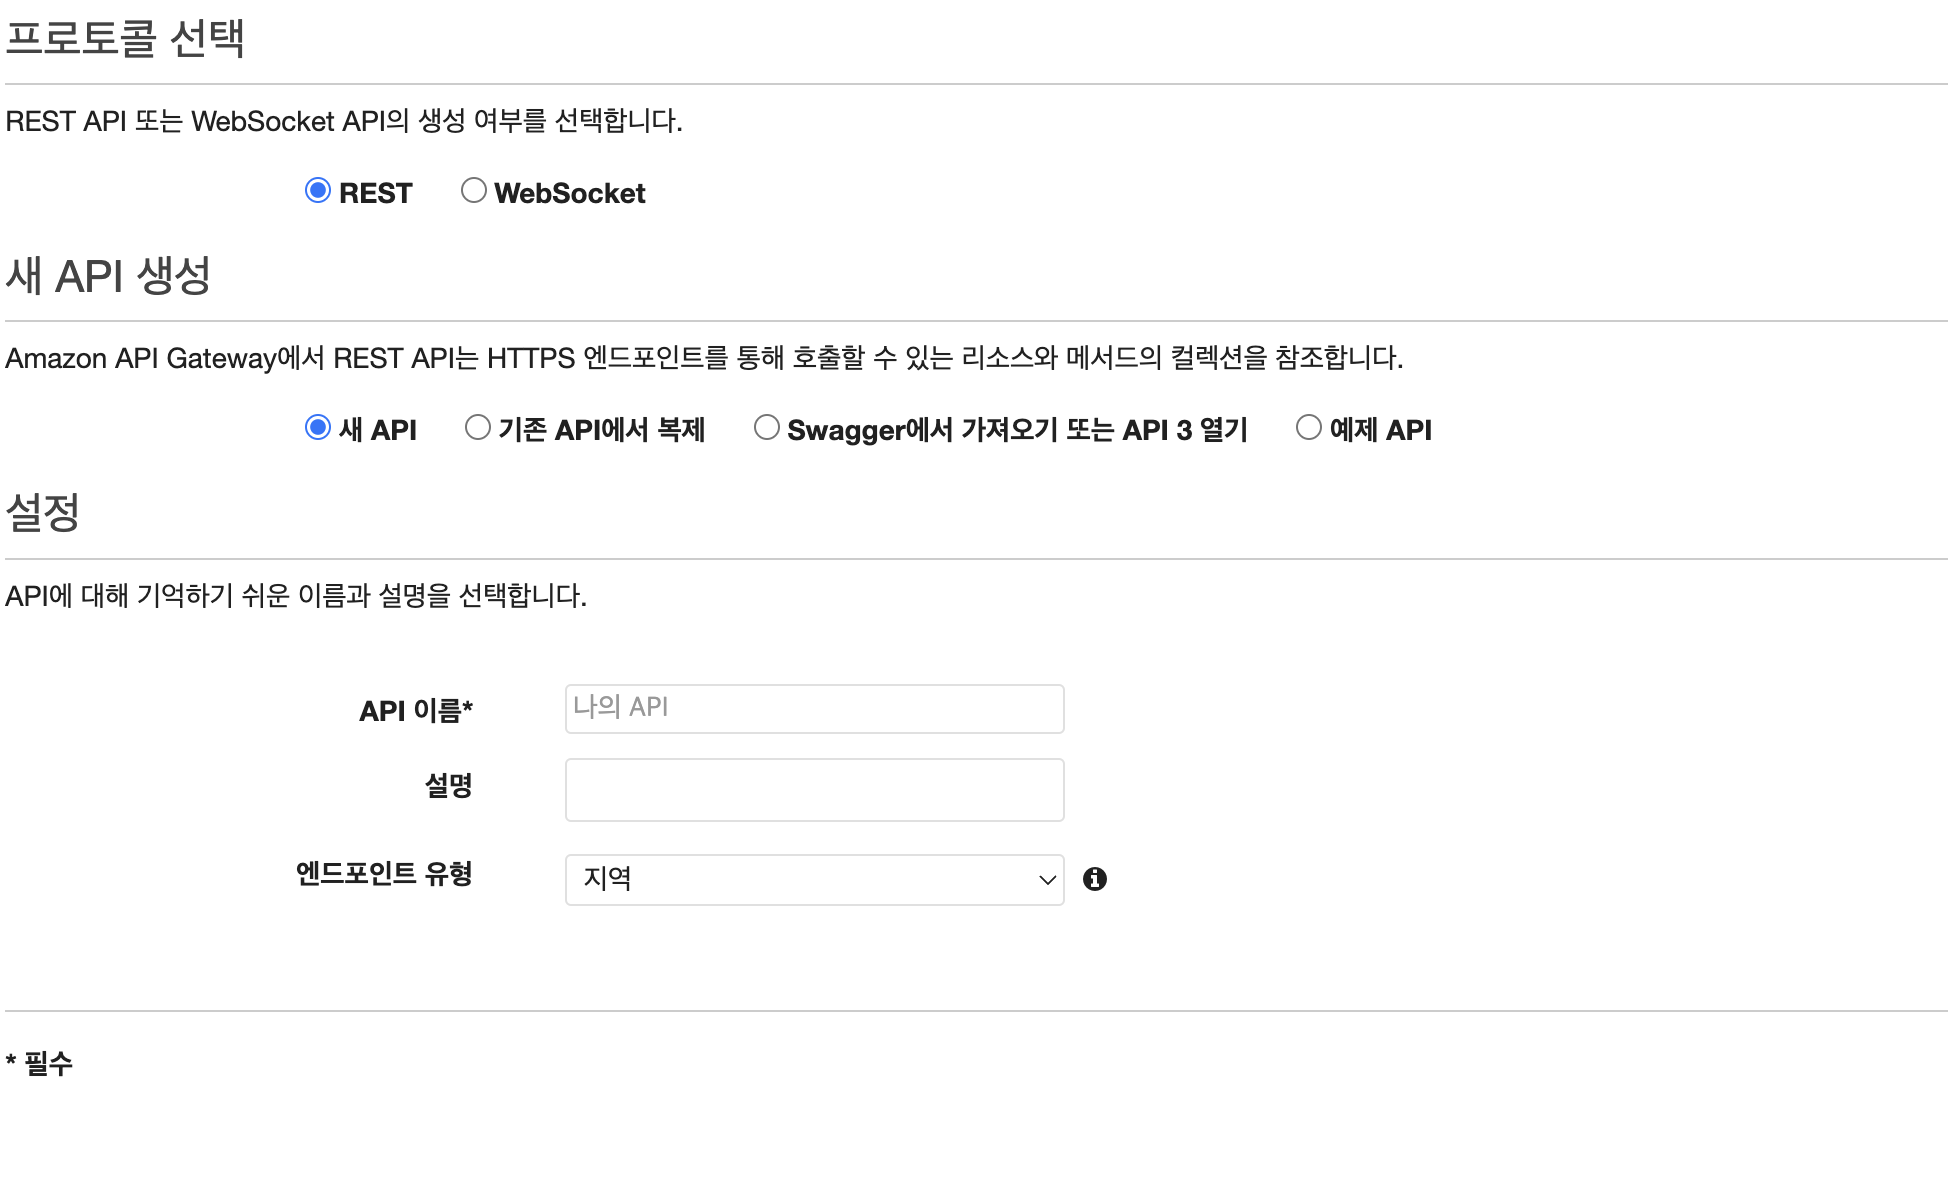 프로토콜 선택
REST API 또는 WebSocket API의 생성 여부를 선택합니다.
REST WebSocket
새 API 생성
Amazon API Gateway에서 REST API는 HTTPS 엔드포인트를 통해 호출할 수 있는 리소스와 메서드의 컬렉션을 참조합니다.
새 API 기존 API에서 복제 Swagger에서 가져오기 또는 API 3 열기 예제 API
설정
API에 대해 기억하기 쉬운 이름과 설명을 선택합니다.
API 이름* 나의 API
설명
엔드포인트 유형 지역
* 필수